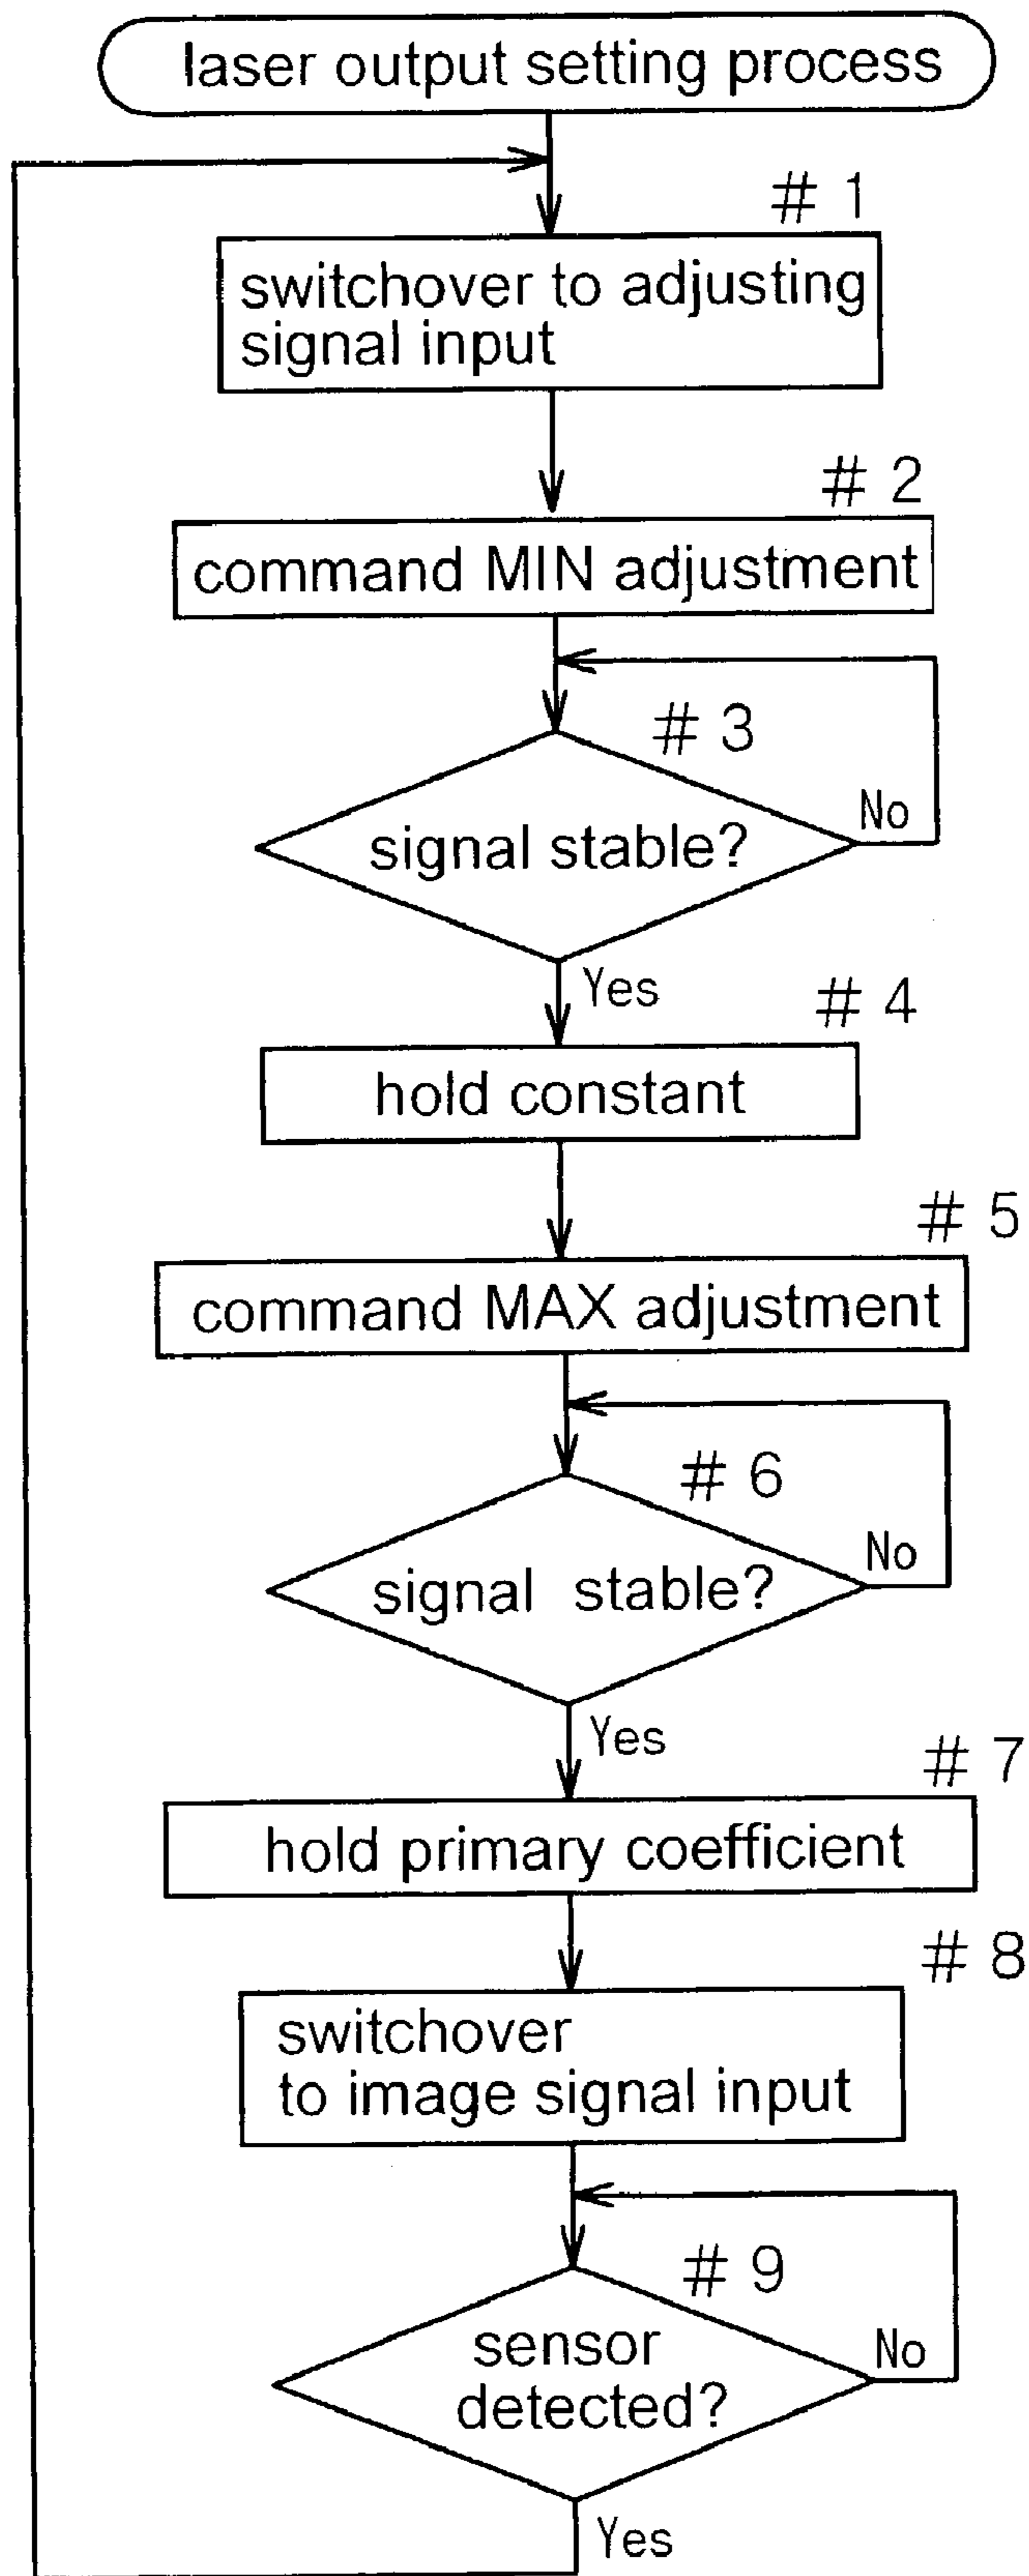 laser output setting process
# 1
switchover to adjusting
signal input
# 2
command MIN adjustment
# 3
signal stable?
No
Yes
# 4
hold constant
# 5
command MAX adjustment
# 6
signal stable?
No
Yes
# 7
hold primary coefficient
# 8
switchover
to image signal input
# 9
sensor
detected?
No
Yes